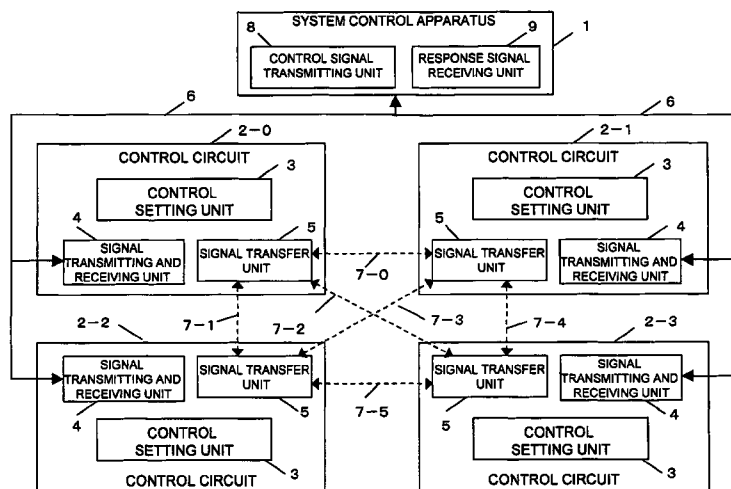 SYSTEM CONTROL APPARATUS
8
9
1
CONTROL SIGNAL
TRANSMITTING UNIT
RESPONSE SIGNAL
RECEIVING UNIT
6
6
2-0
2-1
CONTROL CIRCUIT
3
CONTROL
SETTING UNIT
4
5
SIGNAL
TRANSMITTING AND
RECEIVING UNIT
SIGNAL TRANSFER
UNIT
CONTROL CIRCUIT
3
CONTROL
SETTING UNIT
5
4
SIGNAL TRANSFER
UNIT
SIGNAL
TRANSMITTING AND
RECEIVING UNIT
7-0
7-1
7-2
7-3
7-4
2-2
2-3
SIGNAL
TRANSMITTING AND
RECEIVING UNIT
SIGNAL TRANSFER
UNIT
4
5
CONTROL
SETTING UNIT
3
CONTROL CIRCUIT
7-5
SIGNAL TRANSFER
UNIT
SIGNAL
TRANSMITTING AND
RECEIVING UNIT
5
4
CONTROL
SETTING UNIT
3
CONTROL CIRCUIT